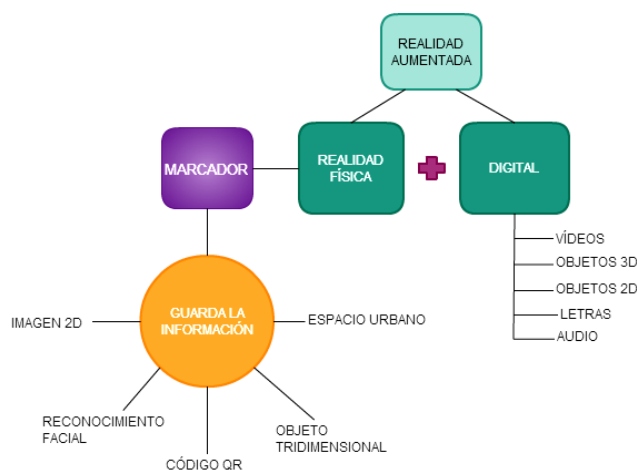 REALIDAD
AUMENTADA
MARCADOR
REALIDAD
FÍSICA
DIGITAL
VÍDEOS
OBJETOS 3D
OBJETOS 2D
LETRAS
AUDIO
GUARDA LA
INFORMACIÓN
IMAGEN 2D
ESPACIO URBANO
RECONOCIMIENTO
FACIAL
CÓDIGO QR
OBJETO
TRIDIMENSIONAL